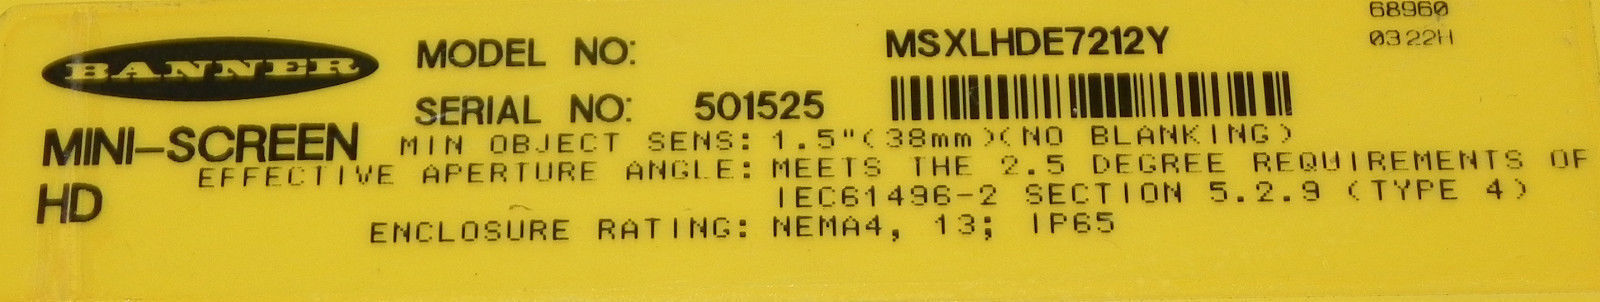 68960
BANNER MODEL NO: MSXLHDE7212Y 0322H
SERIAL NO: 501525
MINI-SCREEN MIN OBJECT SENS: 1.5"(38mm)(NO BLANKING)
EFFECTIVE APERTURE ANGLE: MEETS THE 2.5 DEGREE REQUIREMENTS OF
HD IEC61496-2 SECTION 5.2.9 (TYPE 4)
ENCLOSURE RATING: NEMA4, 13; IP65